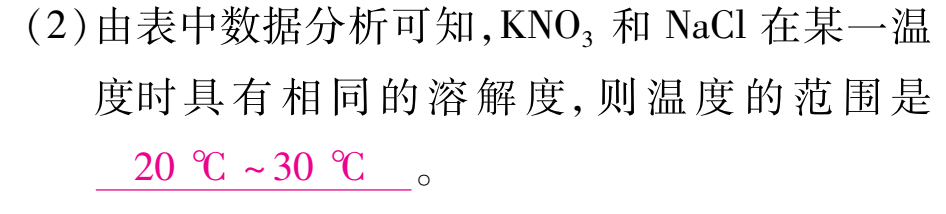 (2)由表中数据分析可知,KNO₃ 和 NaCl 在某一温
度时具有相同的溶解度,则温度的范围是
20 ℃ ~30 ℃ 。